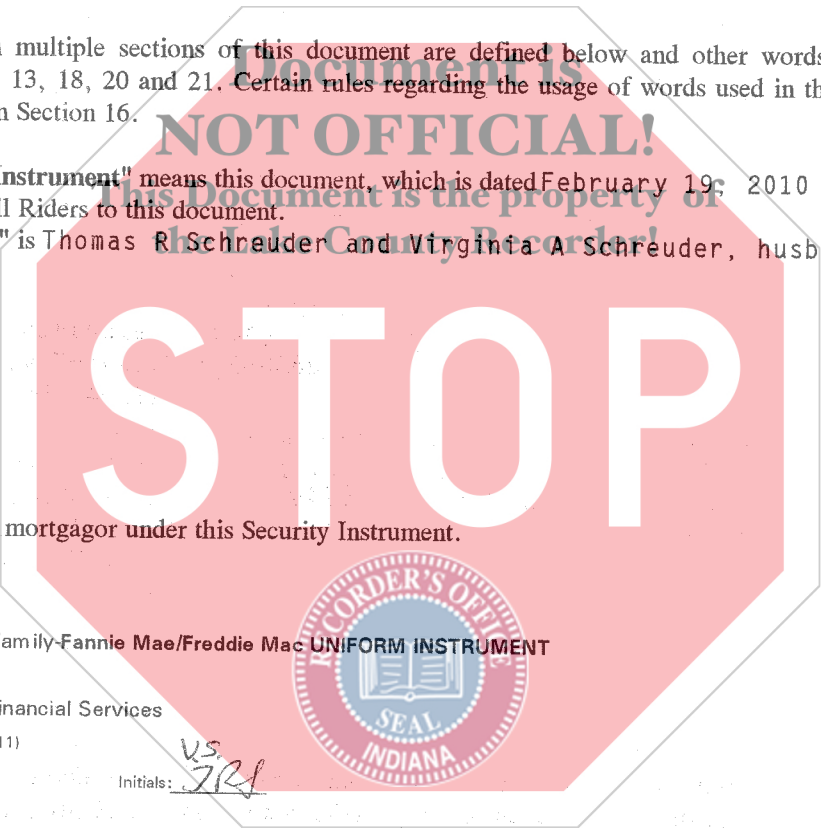 multiple sections of this document are defined below and other words
Document is
13, 18, 20 and 21. Certain rules regarding the usage of words used in th
n Section 16.
NOT OFFICIAL!
Instrument" means this document, which is dated February 19, 2010
This Document is the property of
ll Riders to this document.
the Lake County Recorder!
" is Thomas R Schreuder and Virginia A Schreuder, husb
STOP
mortgagor under this Security Instrument.
RECORDER'S OFFICE
amily-Fannie Mae/Freddie Mac UNIFORM INSTRUMENT
inancial Services
SEAL
INDIANA
11)
V.S.
Initials: TRS